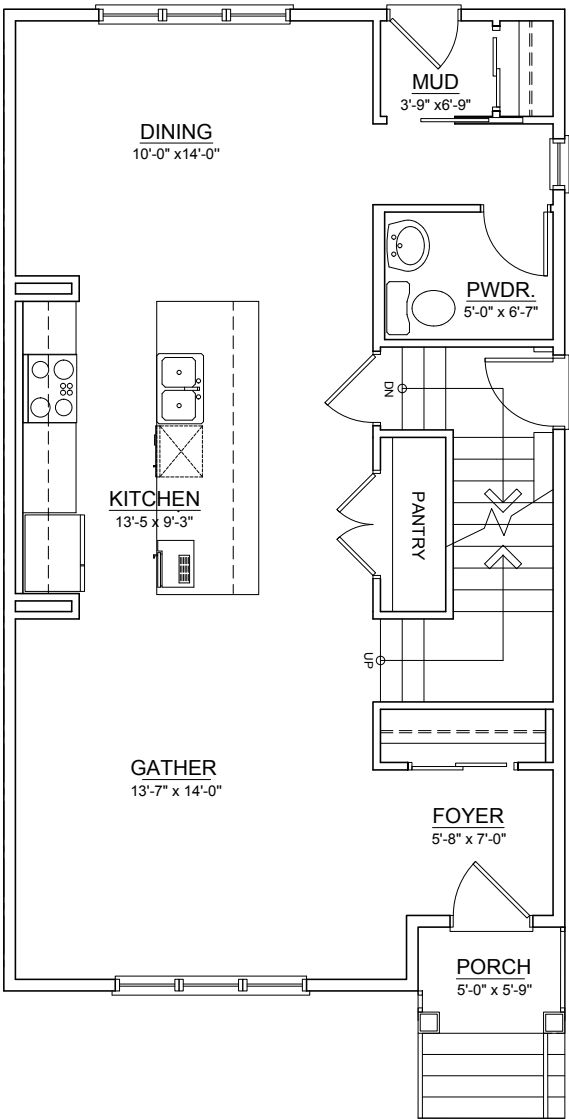 MUD
3'-9" x6'-9"
DINING
10'-0" x14'-0"
PWDR.
5'-0" x 6'-7"
DN
KITCHEN
13'-5 x 9'-3"
PANTRY
UP
GATHER
13'-7" x 14'-0"
FOYER
5'-8" x 7'-0"
PORCH
5'-0" x 5'-9"